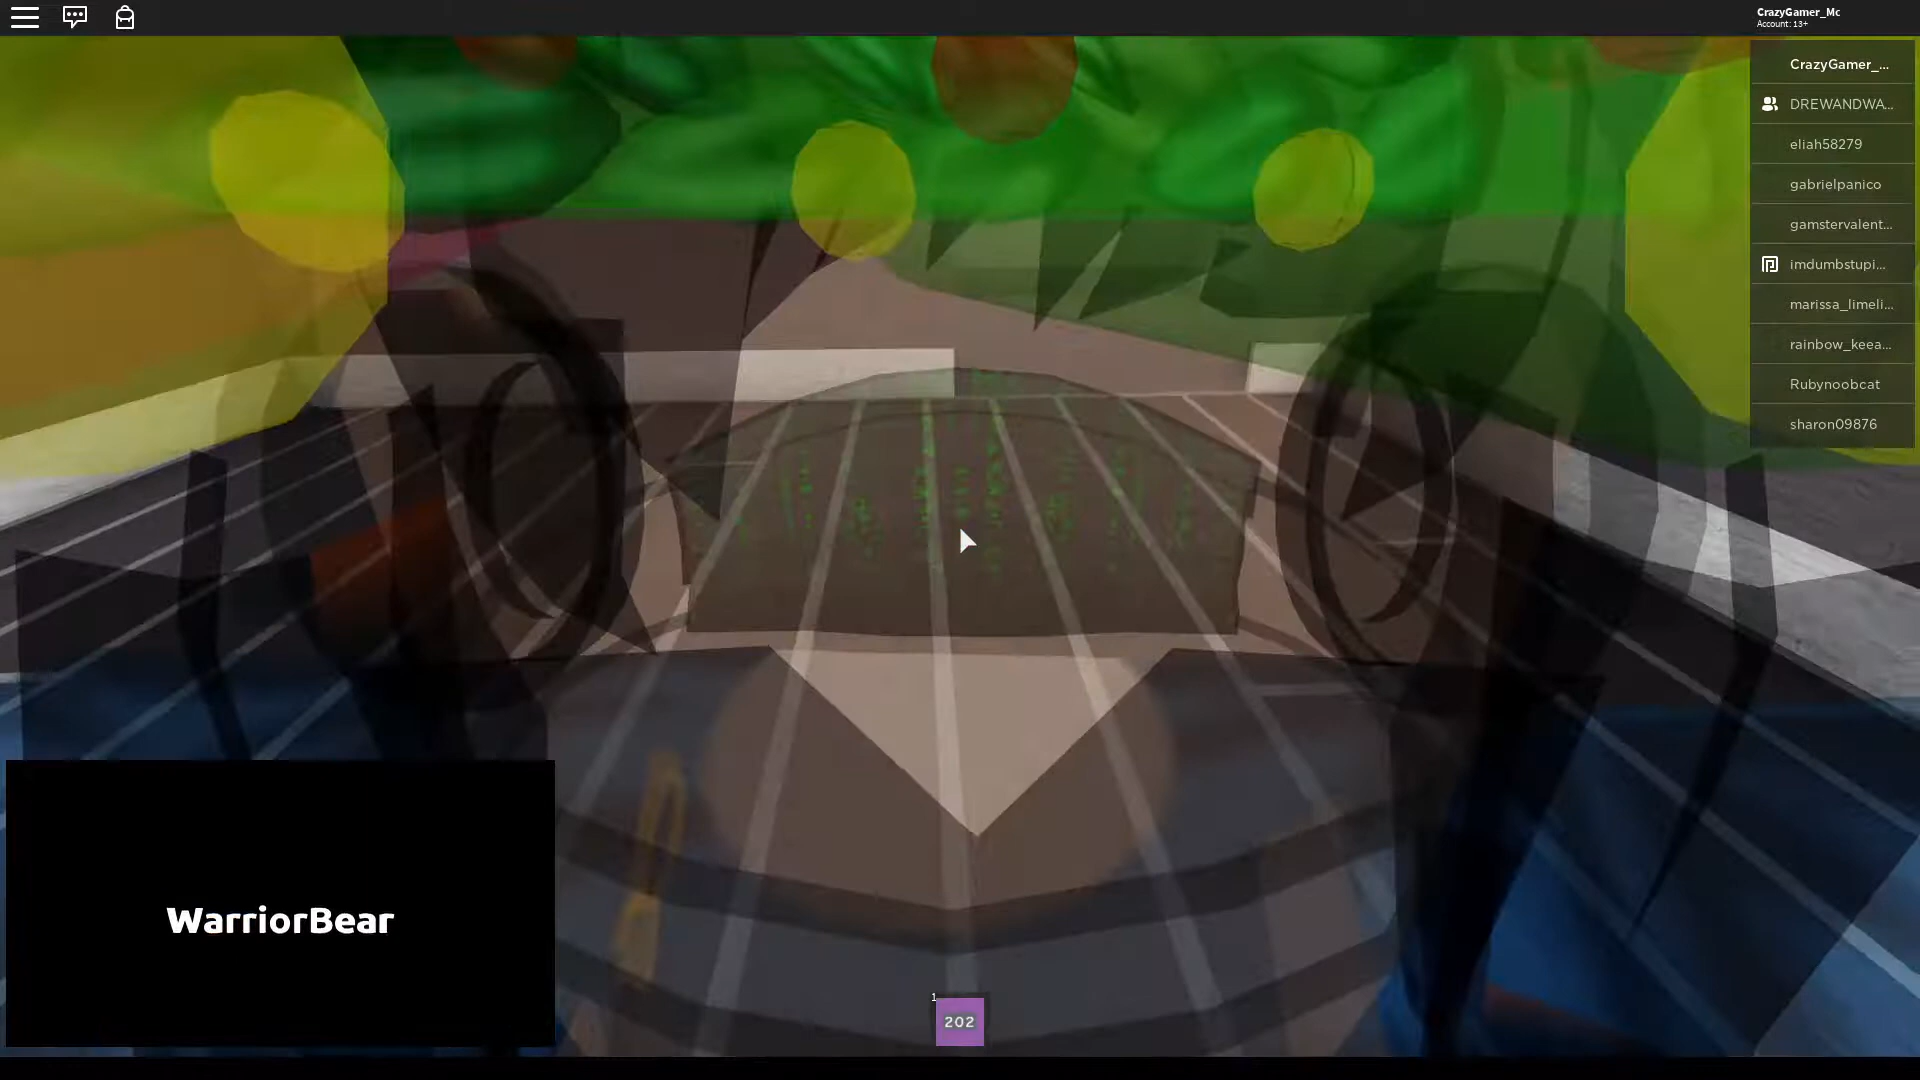 CrazyGamer_Mc
Account: 13+
CrazyGamer_...
DREWANDWA...
eliah58279
gabrielpanico
gamstervalent...
imdumbstupi...
marissa_limeli...
rainbow_keea...
Rubynoobcat
sharon09876
WarriorBear
1
202